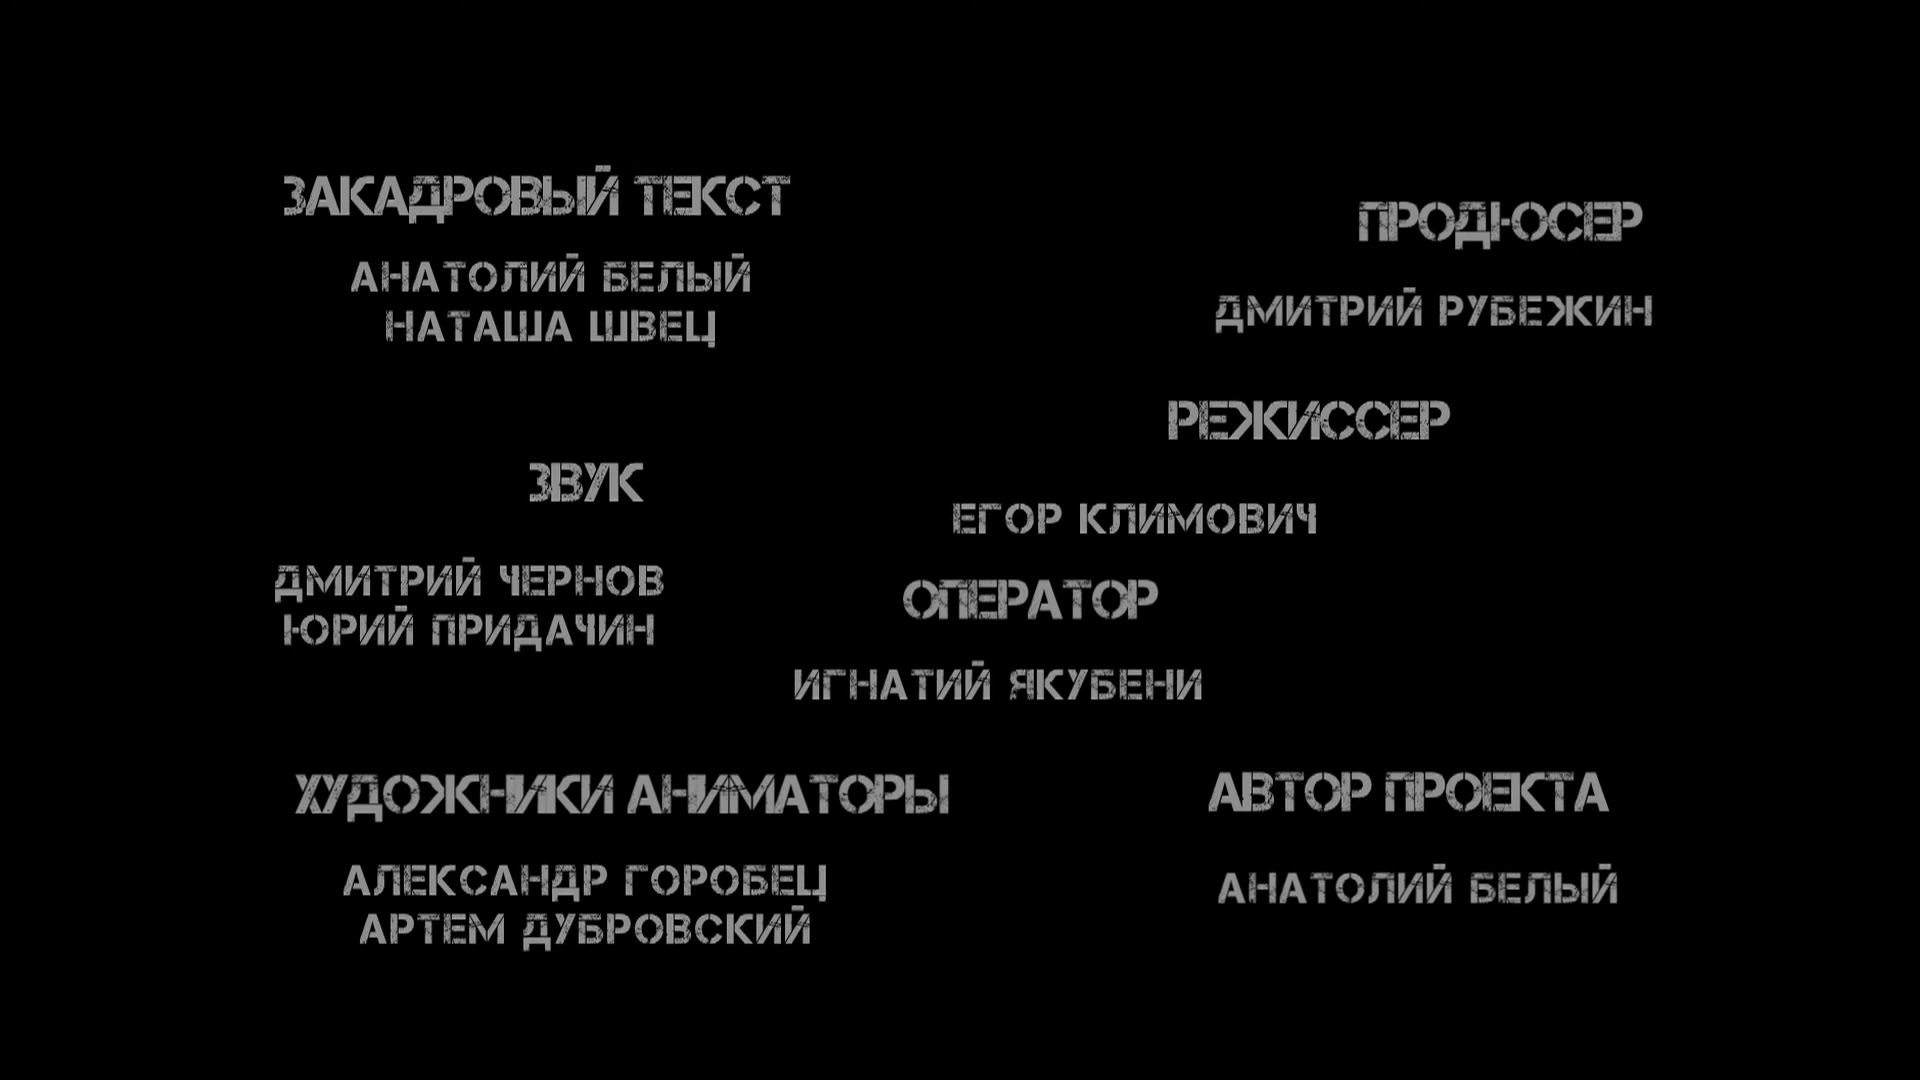 ЗАКАДРОВЫЙ ТЕКСТ
АНАТОЛИЙ БЕЛЫЙ
НАТАША ШВЕЦ
ПРОДЮСЕР
ДМИТРИЙ РУБЕЖИН
РЕЖИССЕР
ЕГОР КЛИМОВИЧ
ЗВУК
ДМИТРИЙ ЧЕРНОВ
ЮРИЙ ПРИДАЧИН
ОПЕРАТОР
ИГНАТИЙ ЯКУБЕНИ
ХУДОЖНИКИ АНИМАТОРЫ
АЛЕКСАНДР ГОРОБЕЦ
АРТЕМ ДУБРОВСКИЙ
АВТОР ПРОЕКТА
АНАТОЛИЙ БЕЛЫЙ